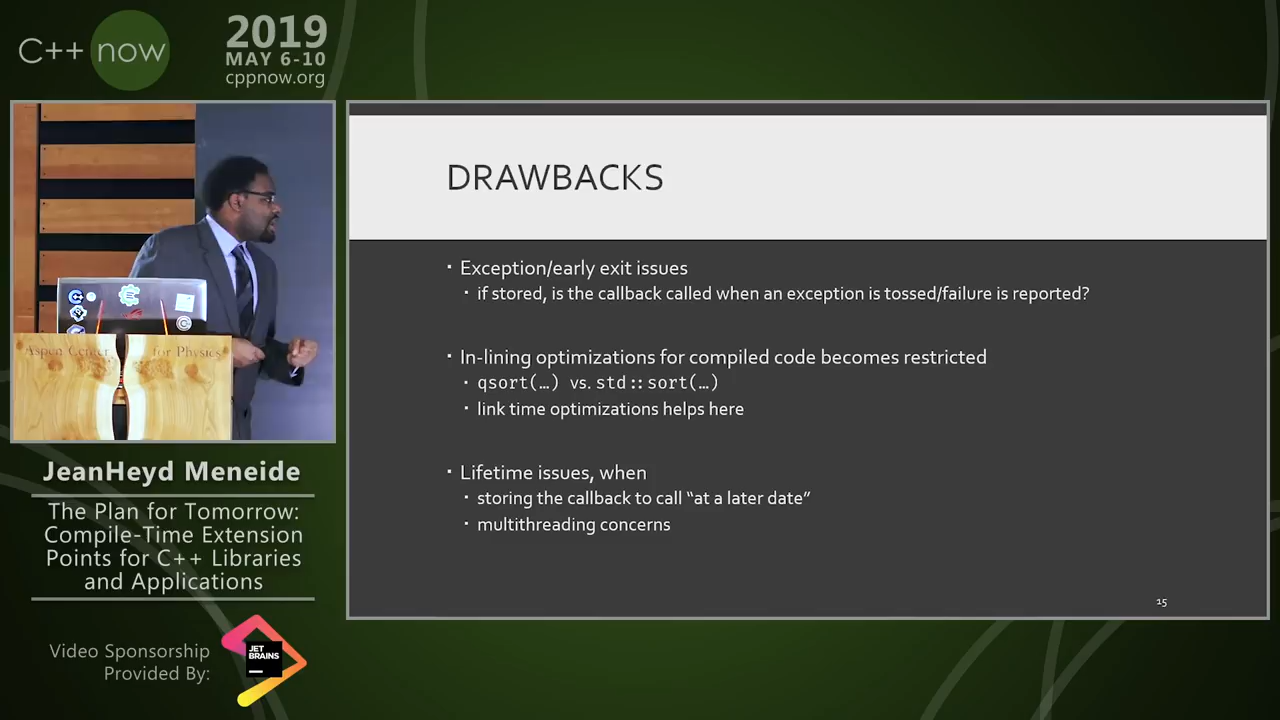 C++ now
2019
MAY 6-10
cppnow.org
Aspen Center for Physics
JeanHeyd Meneide
The Plan for Tomorrow:
Compile-Time Extension
Points for C++ Libraries
and Applications
Video Sponsorship
Provided By:
JET
BRAINS
DRAWBACKS
▪ Exception/early exit issues
▪ if stored, is the callback called when an exception is tossed/failure is reported?
▪ In-lining optimizations for compiled code becomes restricted
▪ qsort(…) vs. std::sort(…)
▪ link time optimizations helps here
▪ Lifetime issues, when
▪ storing the callback to call “at a later date”
▪ multithreading concerns
15